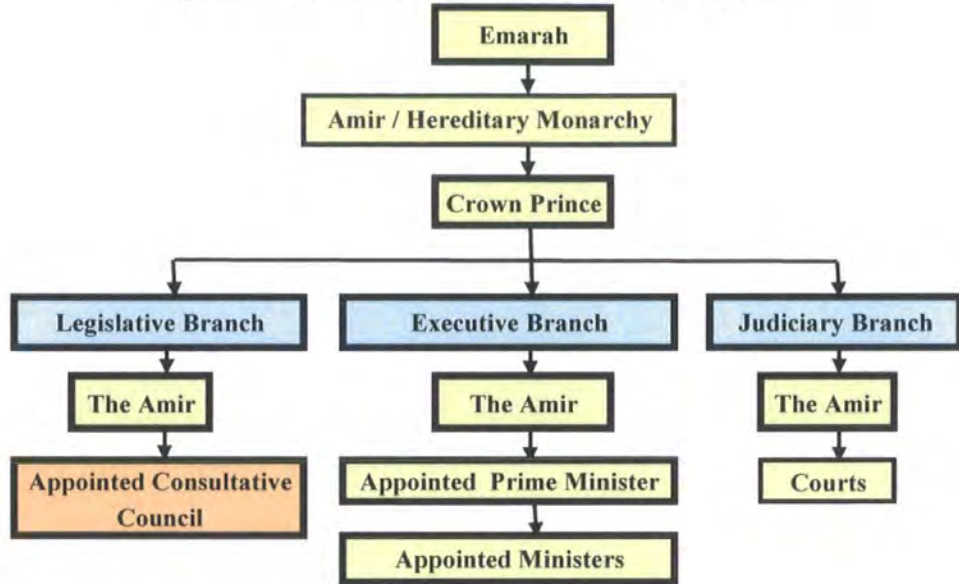 Emarah
Amir / Hereditary Monarchy
Crown Prince
Legislative Branch
Executive Branch
Judiciary Branch
The Amir
The Amir
The Amir
Appointed Consultative
Council
Appointed Prime Minister
Courts
Appointed Ministers